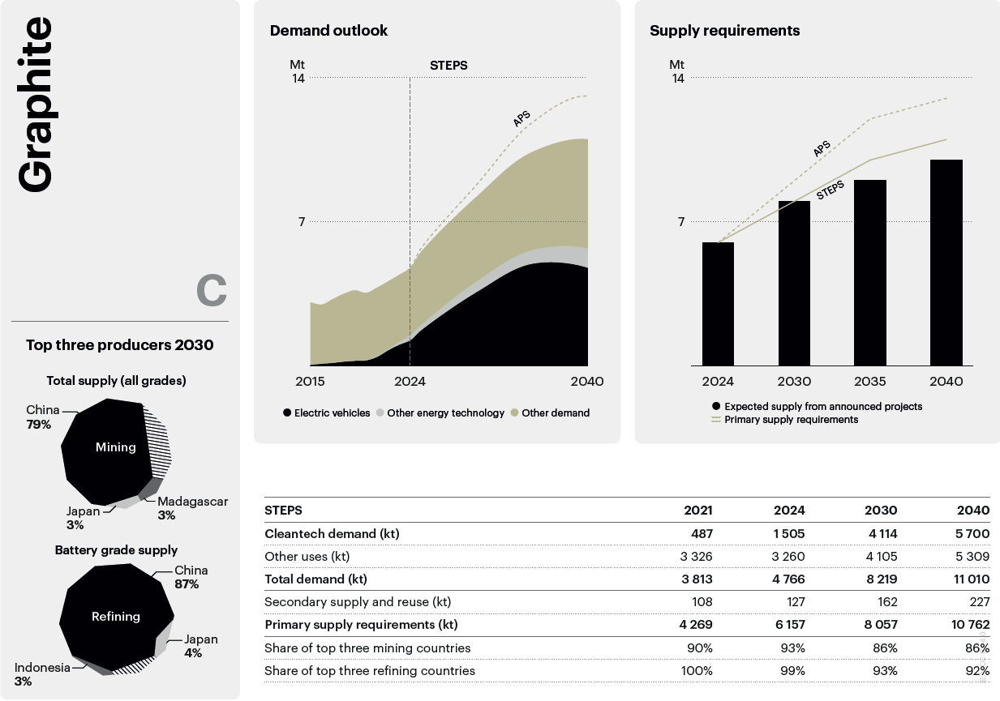 Graphite
C
Top three producers 2030
Total supply (all grades)
China
79%
Mining
Madagascar
3%
Japan
3%
Battery grade supply
China
87%
Refining
Japan
4%
Indonesia
3%
Demand outlook
Mt
14
STEPS
APS
7
2015 2024 2040
Electric vehicles Other energy technology Other demand
Supply requirements
Mt
14
APS
STEPS
7
2024 2030 2035 2040
Expected supply from announced projects
Primary supply requirements
STEPS 2021 2024 2030 2040
Cleantech demand (kt) 487 1 505 4 114 5 700
Other uses (kt) 3 326 3 260 4 105 5 309
Total demand (kt) 3 813 4 766 8 219 11 010
Secondary supply and reuse (kt) 108 127 162 227
Primary supply requirements (kt) 4 269 6 157 8 057 10 762
Share of top three mining countries 90% 93% 86% 86%
Share of top three refining countries 100% 99% 93% 92%